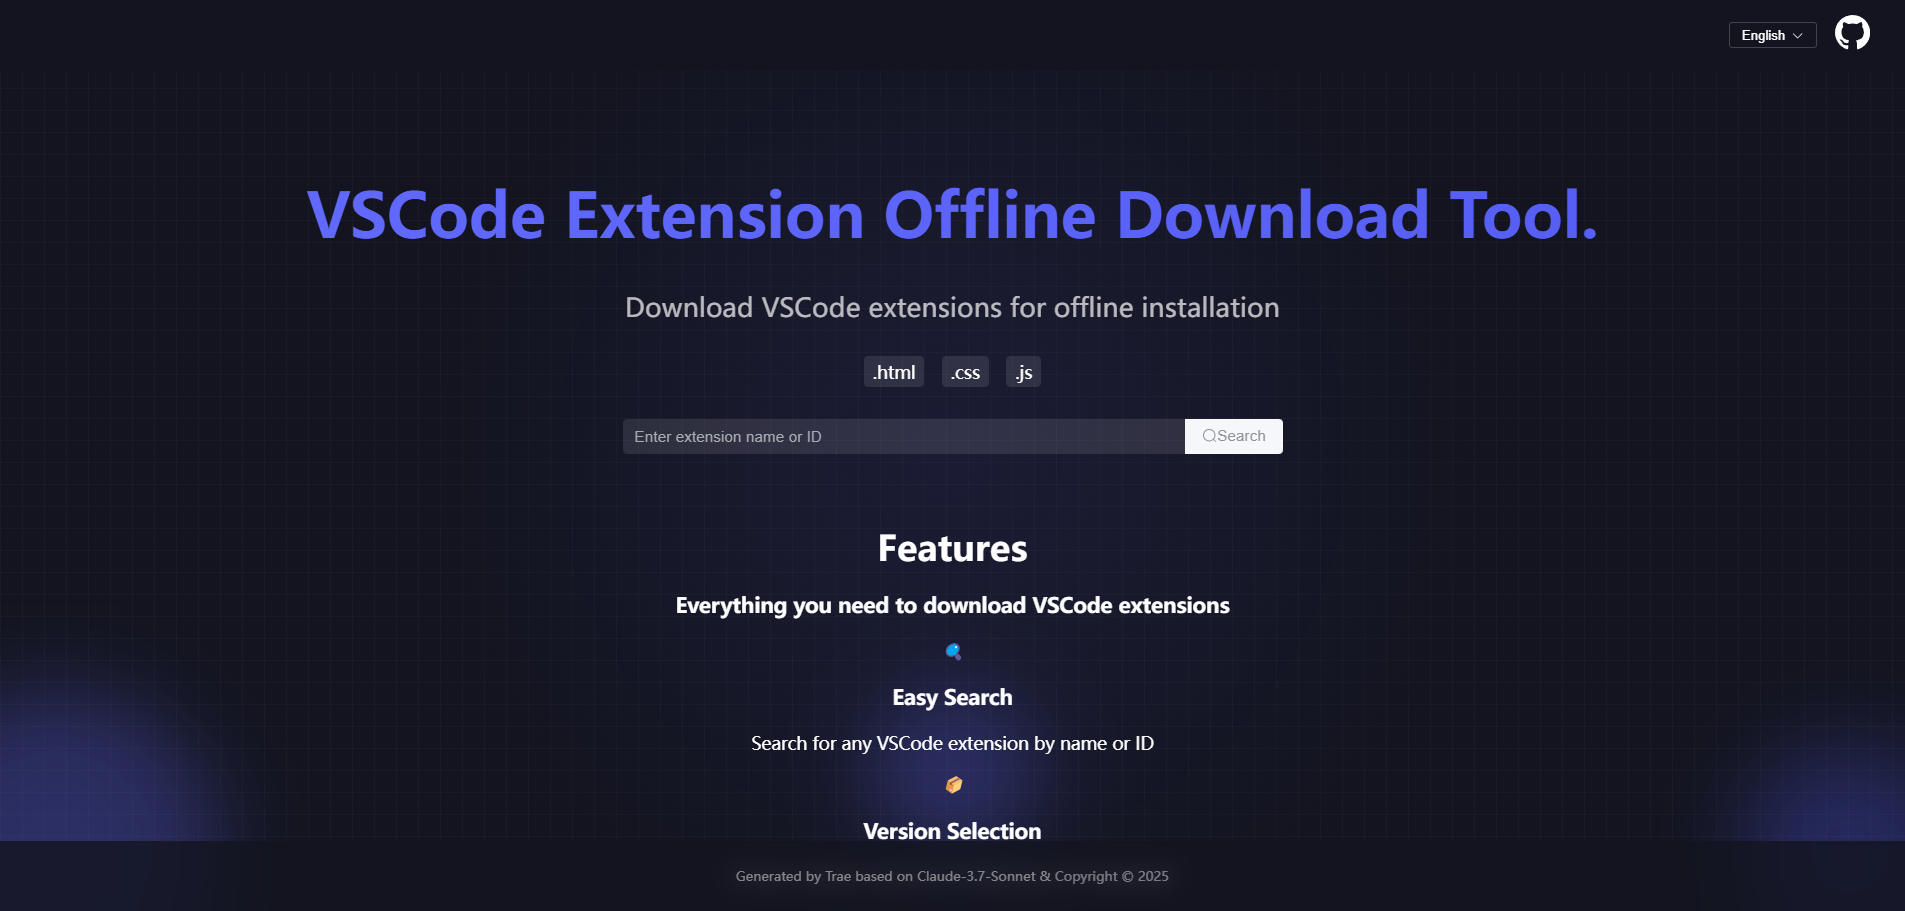 English
VSCode Extension Offline Download Tool.
Download VSCode extensions for offline installation
.html .css .js
Enter extension name or ID Search
Features
Everything you need to download VSCode extensions
Easy Search
Search for any VSCode extension by name or ID
Version Selection
Generated by Trae based on Claude-3.7-Sonnet & Copyright © 2025